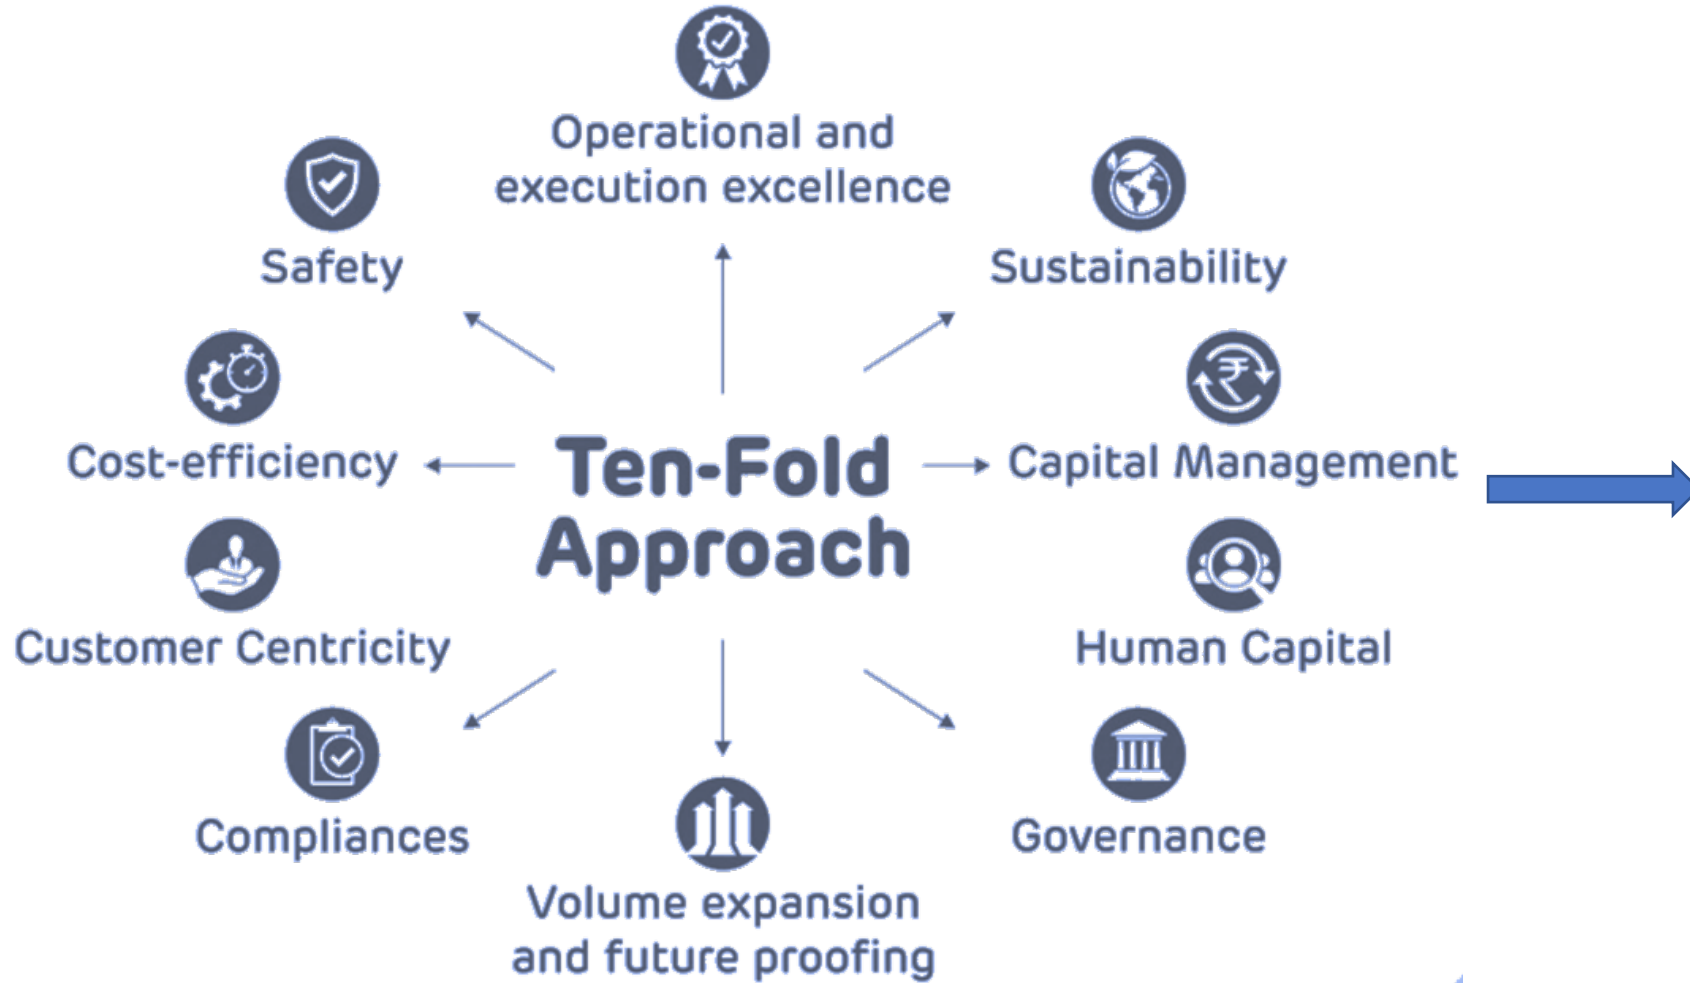 Operational and
execution excellence
Safety
Sustainability
Cost-efficiency
Ten-Fold
Approach
Capital Management
Customer Centricity
Human Capital
Compliances
Governance
Volume expansion
and future proofing